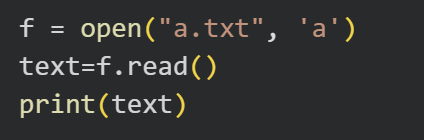 f = open("a.txt", 'a')
text=f.read()
print(text)